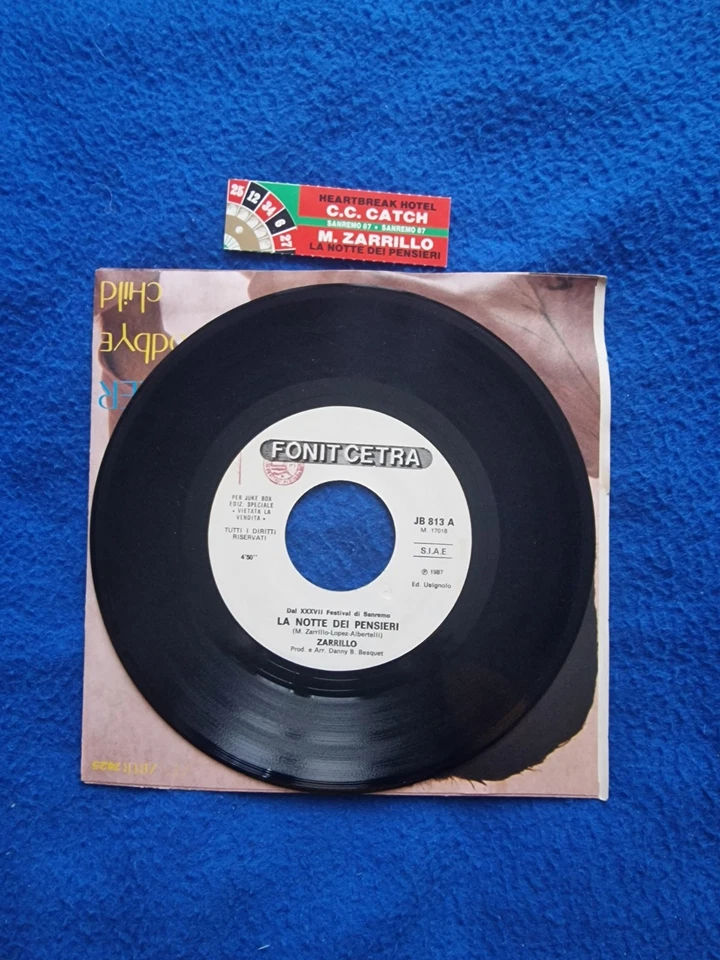 25 12 34 6 27
HEARTBREAK HOTEL
C.C. CATCH
SANREMO 87 • SANREMO 87
M. ZARRILLO
LA NOTTE DEI PENSIERI
child
FONIT CETRA
PER JUKE BOX
EDIZ. SPECIALE
« VIETATA LA
VENDITA »
TUTTI I DIRITTI
RISERVATI
4'50''
JB 813 A
M. 17018
S.I.A.E.
℗ 1987
Ed. Usignolo
Dal XXXVII Festival di Sanremo
LA NOTTE DEI PENSIERI
(M. Zarrillo-Lopez-Albertelli)
ZARRILLO
Prod. e Arr. Danny B. Besquet